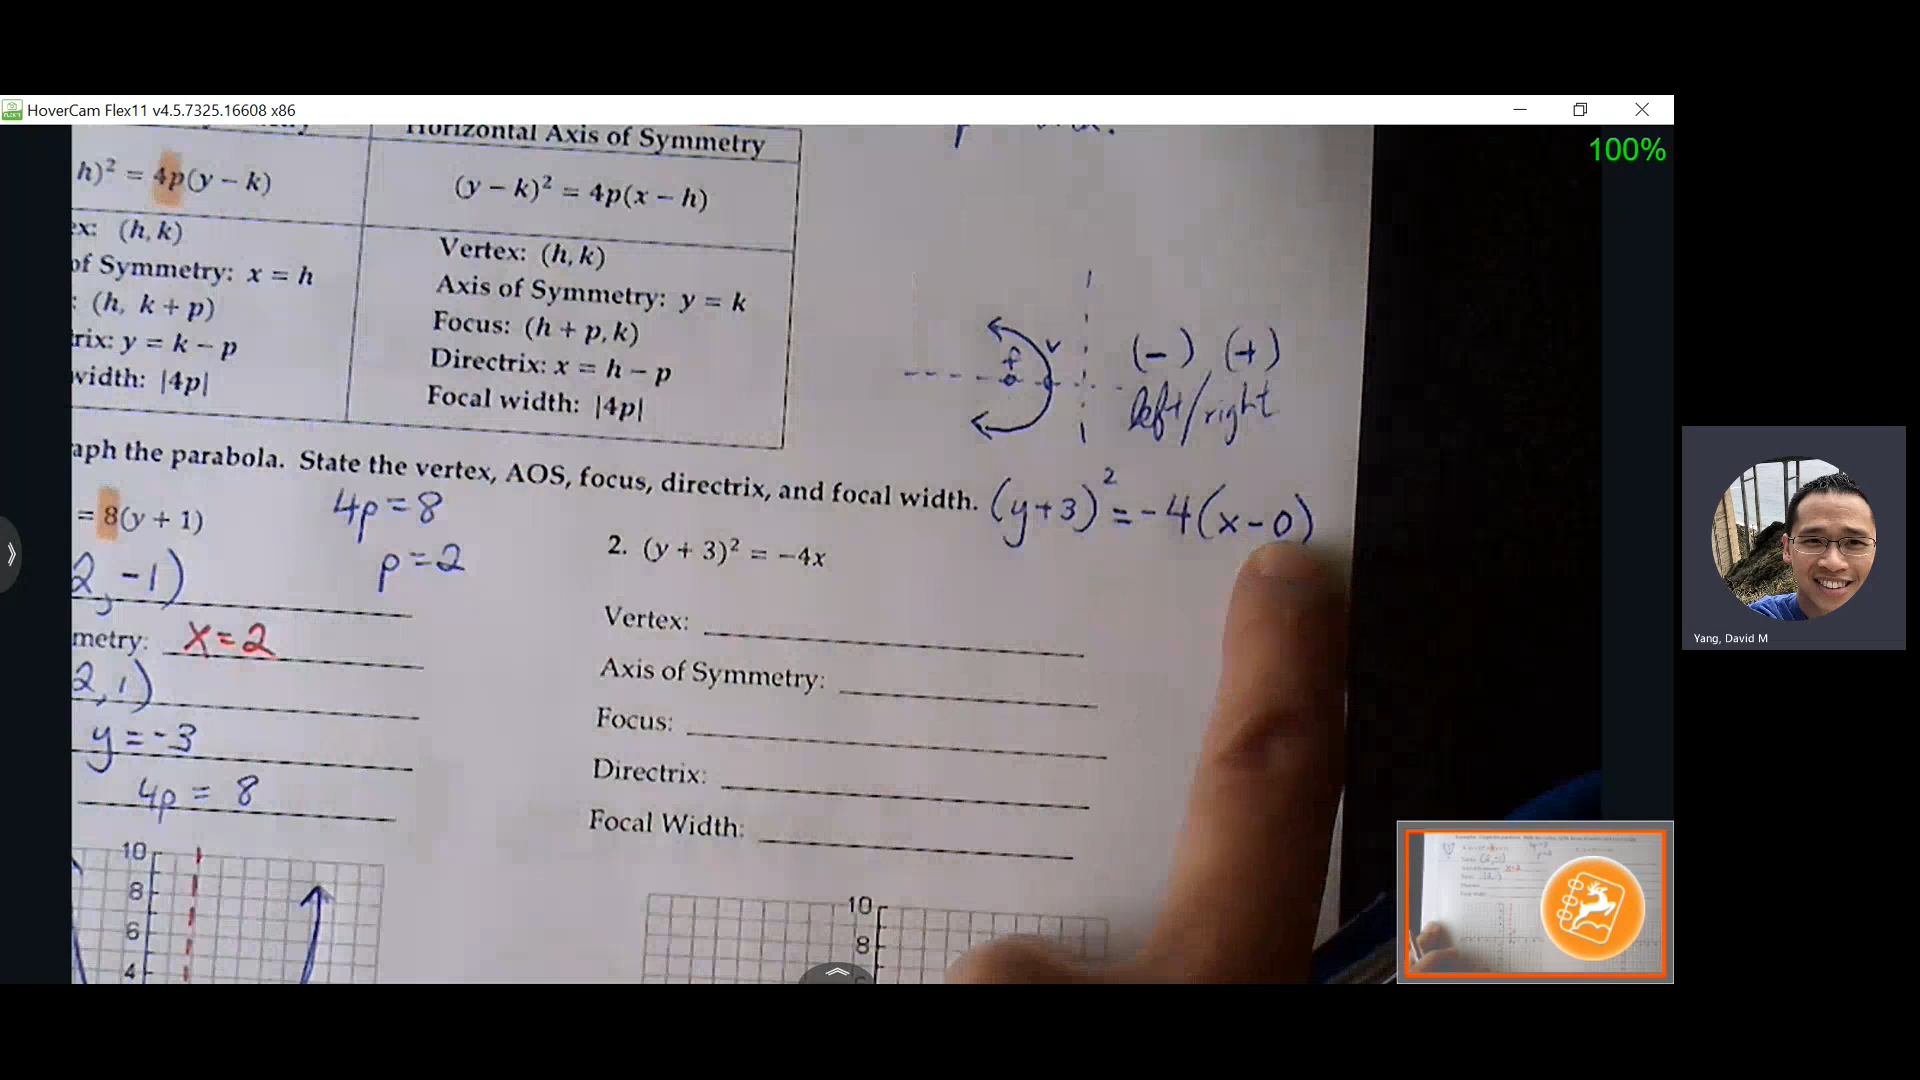 HoverCam Flex11 v4.5.7325.16608 x86
100%
Horizontal Axis of Symmetry
h)² = 4p(y − k)
(y − k)² = 4p(x − h)
ex: (h, k)
of Symmetry: x = h
: (h, k + p)
trix: y = k − p
width: |4p|
Vertex: (h, k)
Axis of Symmetry: y = k
Focus: (h + p, k)
Directrix: x = h − p
Focal width: |4p|
f
v
(-) (+)
left/right
aph the parabola. State the vertex, AOS, focus, directrix, and focal width.
(y+3)² = -4(x-0)
= 8(y + 1)
4p=8
p=2
2, -1)
metry: x=2
2, 1)
y=-3
4p = 8
10
8
6
4
2. (y + 3)² = −4x
Vertex:
Axis of Symmetry:
Focus:
Directrix:
Focal Width:
10
8
Yang, David M